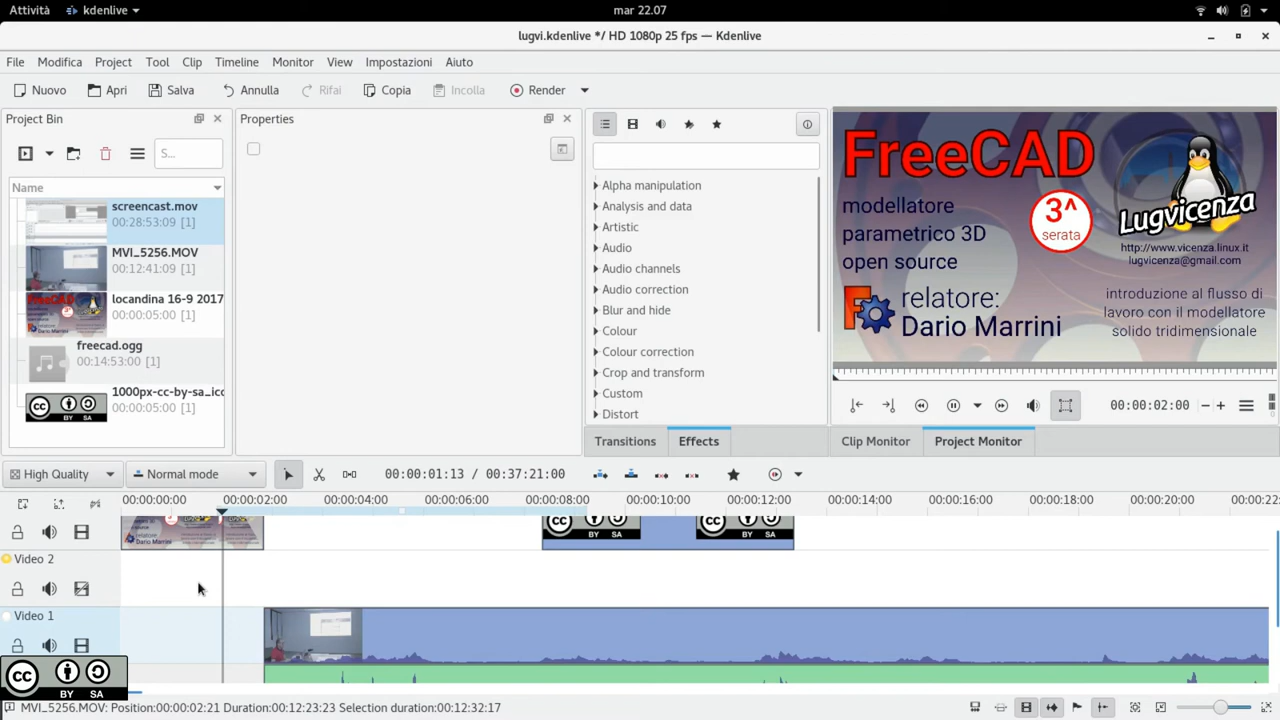 Attività kdenlive mar 22.07
lugvi.kdenlive */ HD 1080p 25 fps — Kdenlive
File Modifica Project Tool Clip Timeline Monitor View Impostazioni Aiuto
Nuovo Apri Salva Annulla Rifai Copia Incolla Render
Project Bin
S...
Name
screencast.mov
00:28:53:09 [1]
MVI_5256.MOV
00:12:41:09 [1]
locandina 16-9 2017
00:00:05:00 [1]
freecad.ogg
00:14:53:00 [1]
1000px-cc-by-sa_ico
00:00:05:00 [1]
Properties
Alpha manipulation
Analysis and data
Artistic
Audio
Audio channels
Audio correction
Blur and hide
Colour
Colour correction
Crop and transform
Custom
Distort
Transitions Effects
FreeCAD
modellatore
parametrico 3D
open source
3^
serata
Lugvicenza
http://www.vicenza.linux.it
lugvicenza@gmail.com
relatore:
Dario Marrini
introduzione al flusso di
lavoro con il modellatore
solido tridimensionale
00:00:02:00
Clip Monitor Project Monitor
High Quality Normal mode 00:00:01:13 / 00:37:21:00
00:00:00:00 00:00:02:00 00:00:04:00 00:00:06:00 00:00:08:00 00:00:10:00 00:00:12:00 00:00:14:00 00:00:16:00 00:00:18:00 00:00:20:00 00:00:22
Video 2
Video 1
cc BY SA
MVI_5256.MOV: Position:00:00:02:21 Duration:00:12:23:23 Selection duration:00:12:32:17